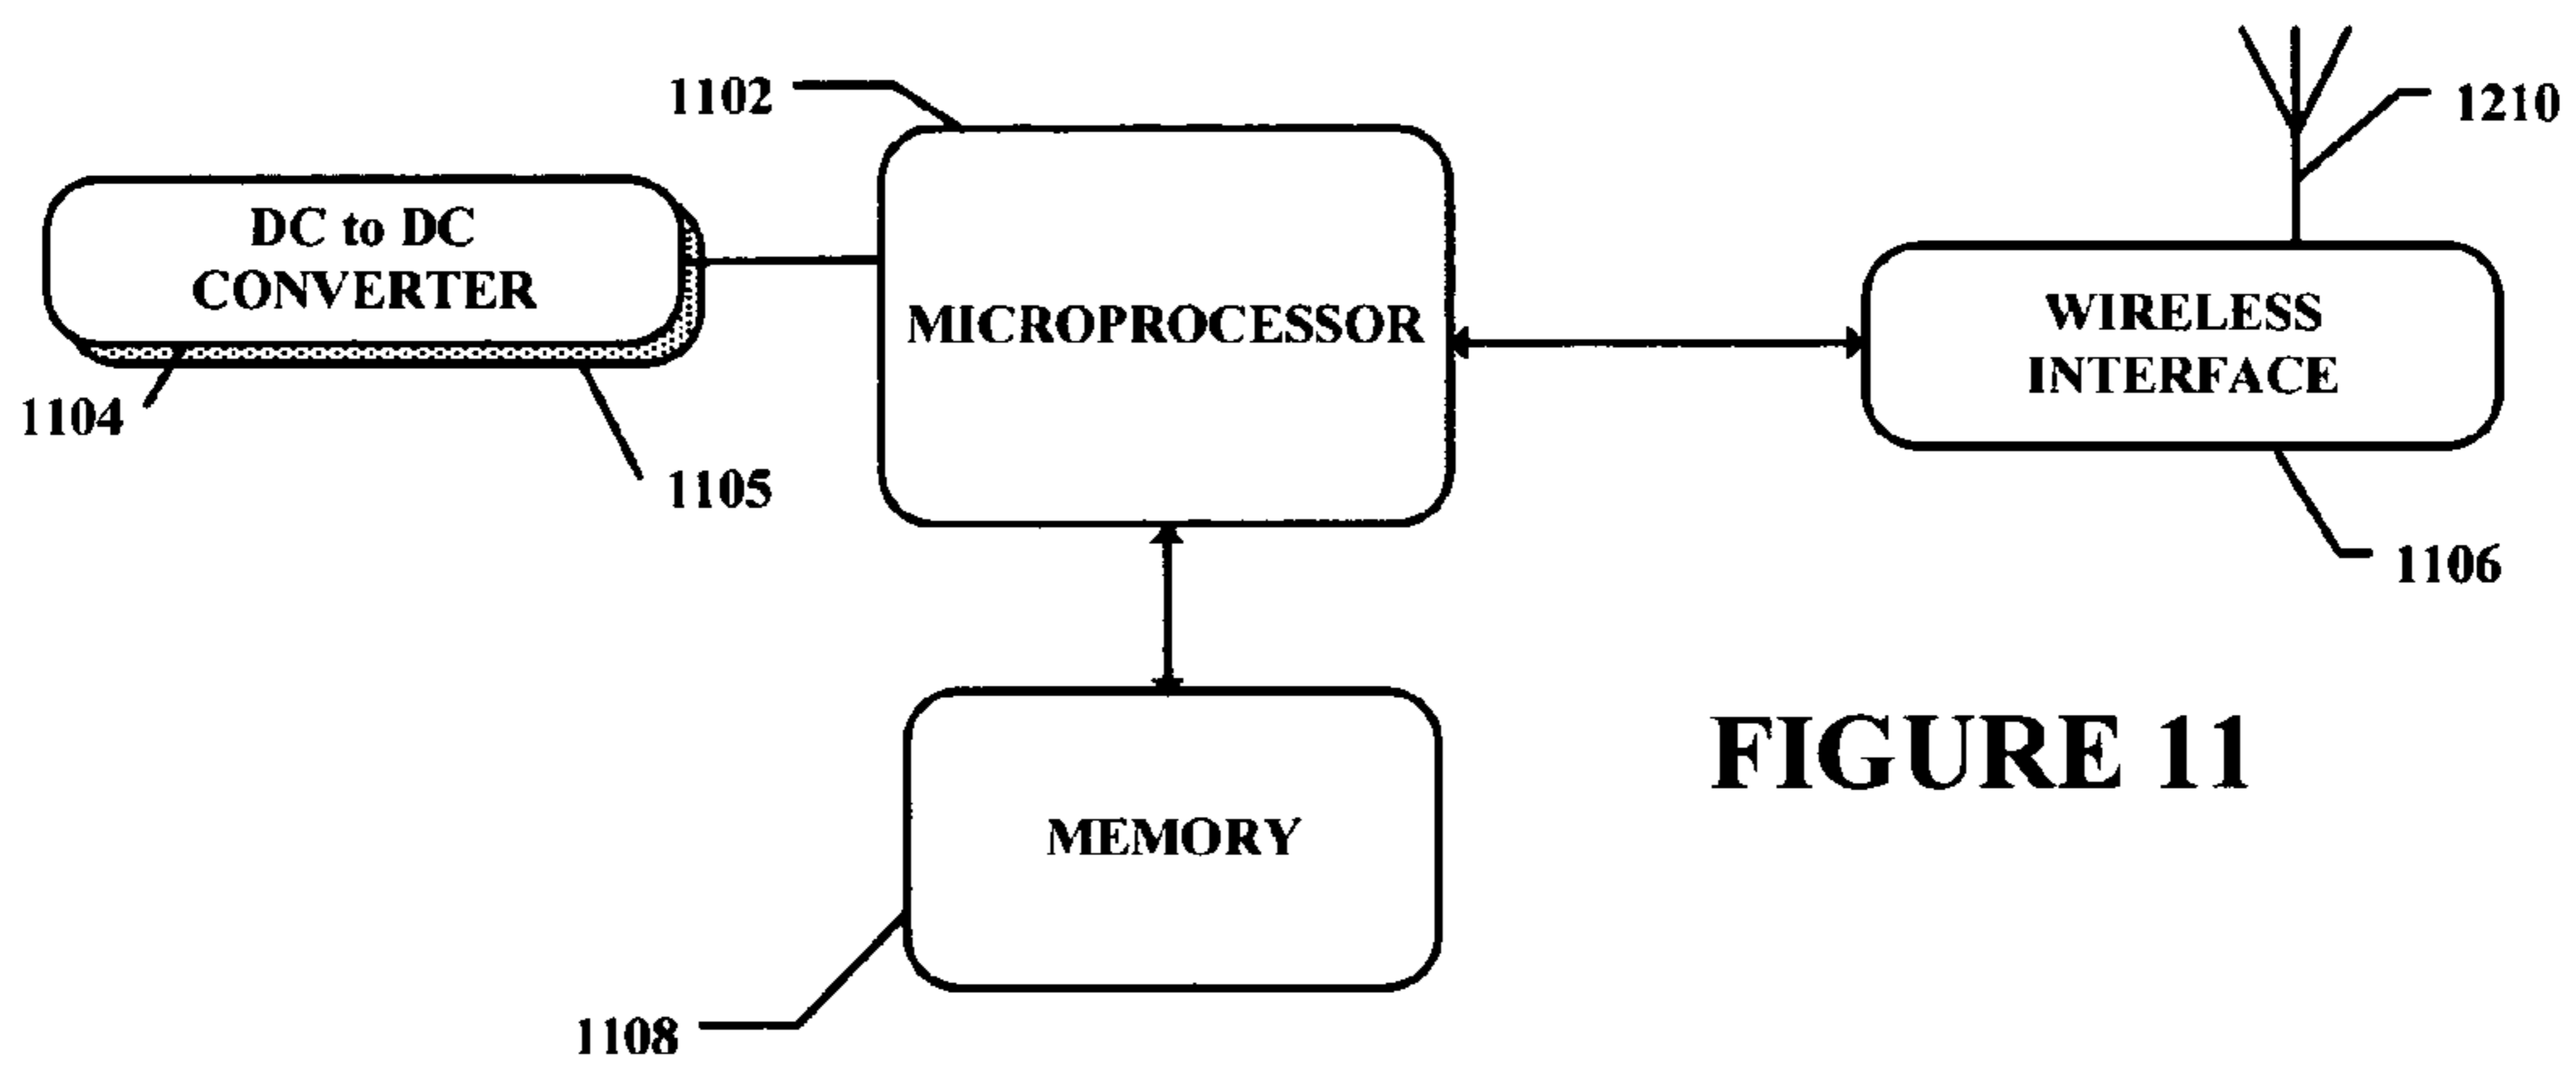 1102
1210
DC to DC
CONVERTER
MICROPROCESSOR
WIRELESS
INTERFACE
1104
1105
1106
MEMORY
FIGURE 11
1108